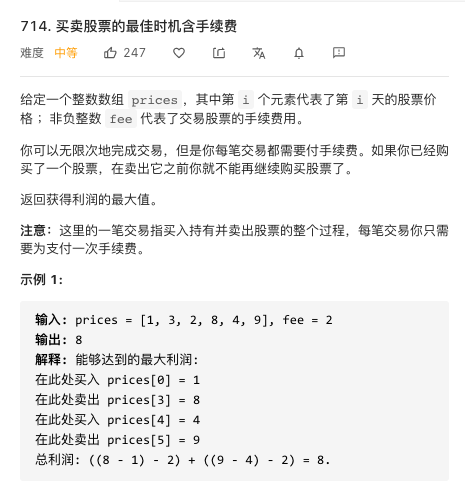 714. 买卖股票的最佳时机含手续费
难度 中等 247
给定一个整数数组 prices，其中第 i 个元素代表了第 i 天的股票价
格 ；非负整数 fee 代表了交易股票的手续费用。
你可以无限次地完成交易，但是你每笔交易都需要付手续费。如果你已经购
买了一个股票，在卖出它之前你就不能再继续购买股票了。
返回获得利润的最大值。
注意：这里的一笔交易指买入持有并卖出股票的整个过程，每笔交易你只需
要为支付一次手续费。
示例 1:
输入: prices = [1, 3, 2, 8, 4, 9], fee = 2
输出: 8
解释: 能够达到的最大利润:
在此处买入 prices[0] = 1
在此处卖出 prices[3] = 8
在此处买入 prices[4] = 4
在此处卖出 prices[5] = 9
总利润: ((8 - 1) - 2) + ((9 - 4) - 2) = 8.